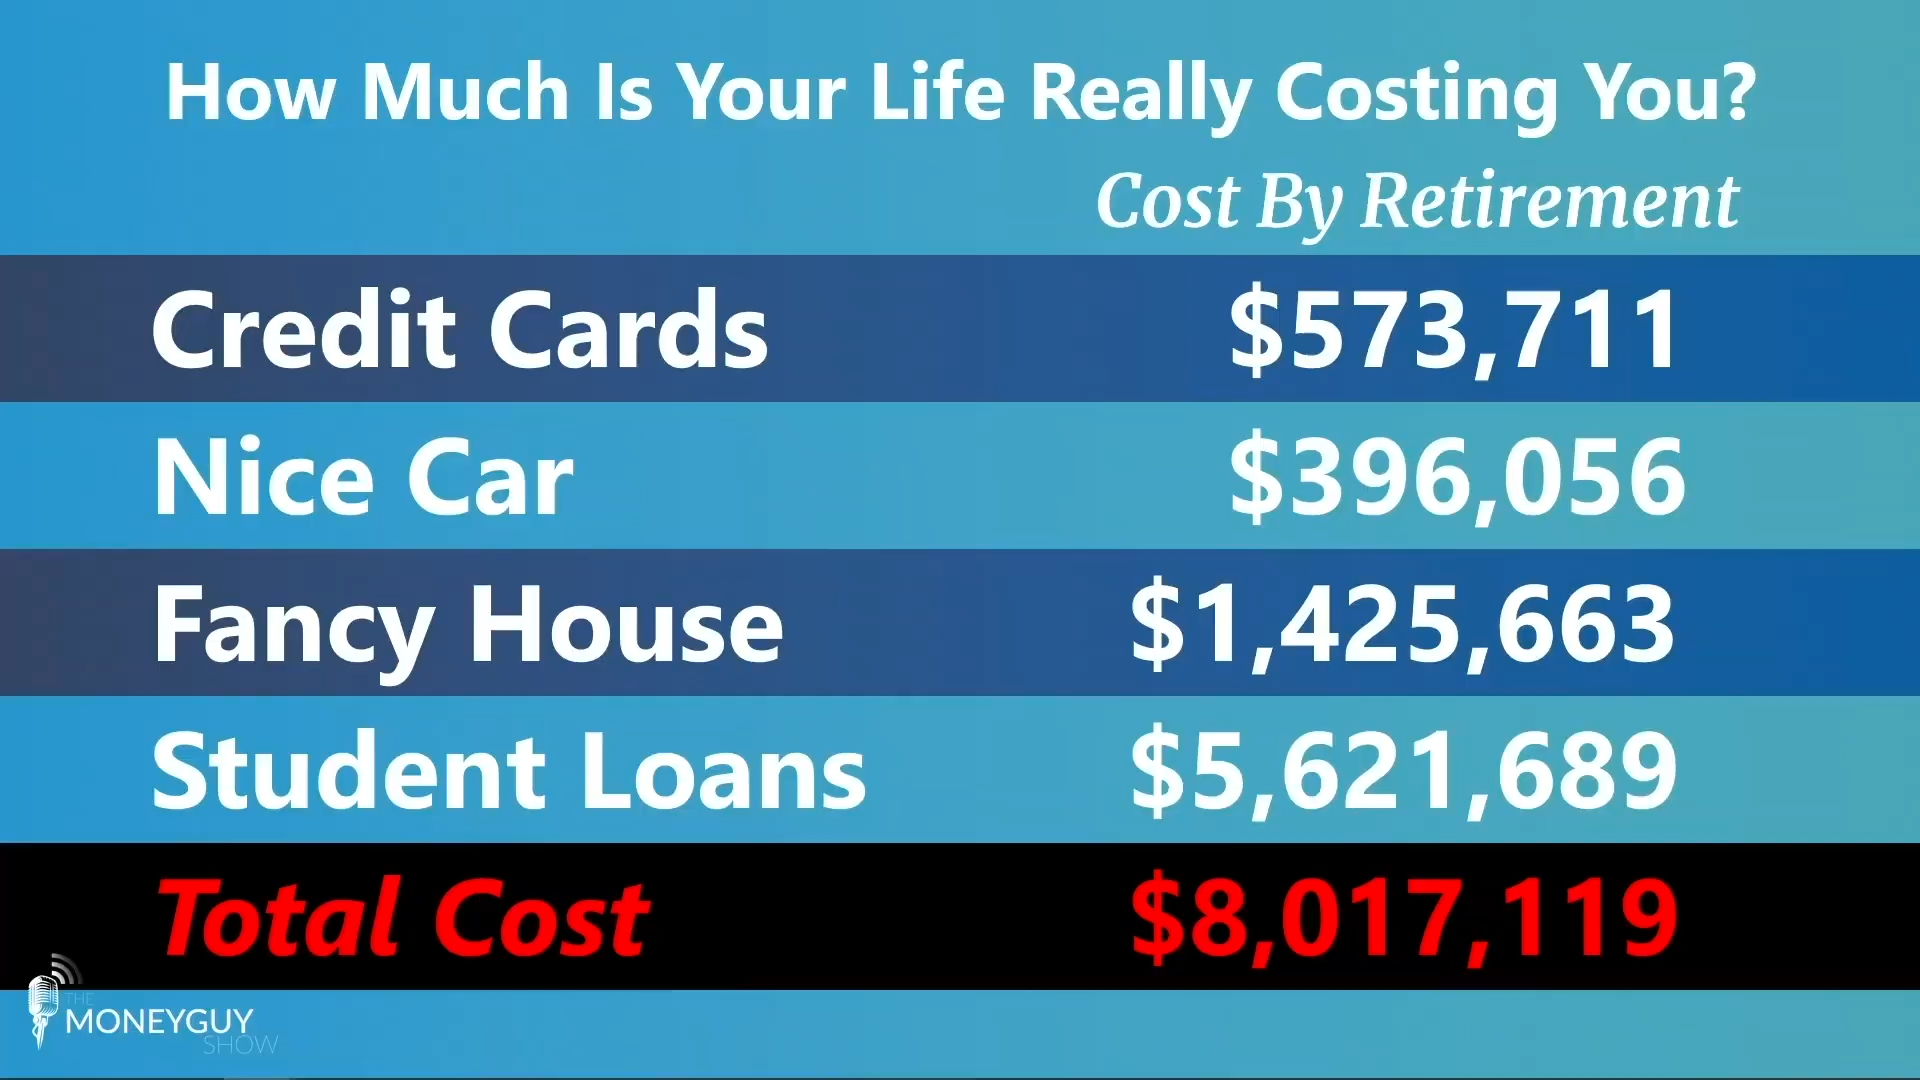 How Much Is Your Life Really Costing You?
Cost By Retirement
Credit Cards $573,711
Nice Car $396,056
Fancy House $1,425,663
Student Loans $5,621,689
Total Cost $8,017,119
THE
MONEYGUY
SHOW